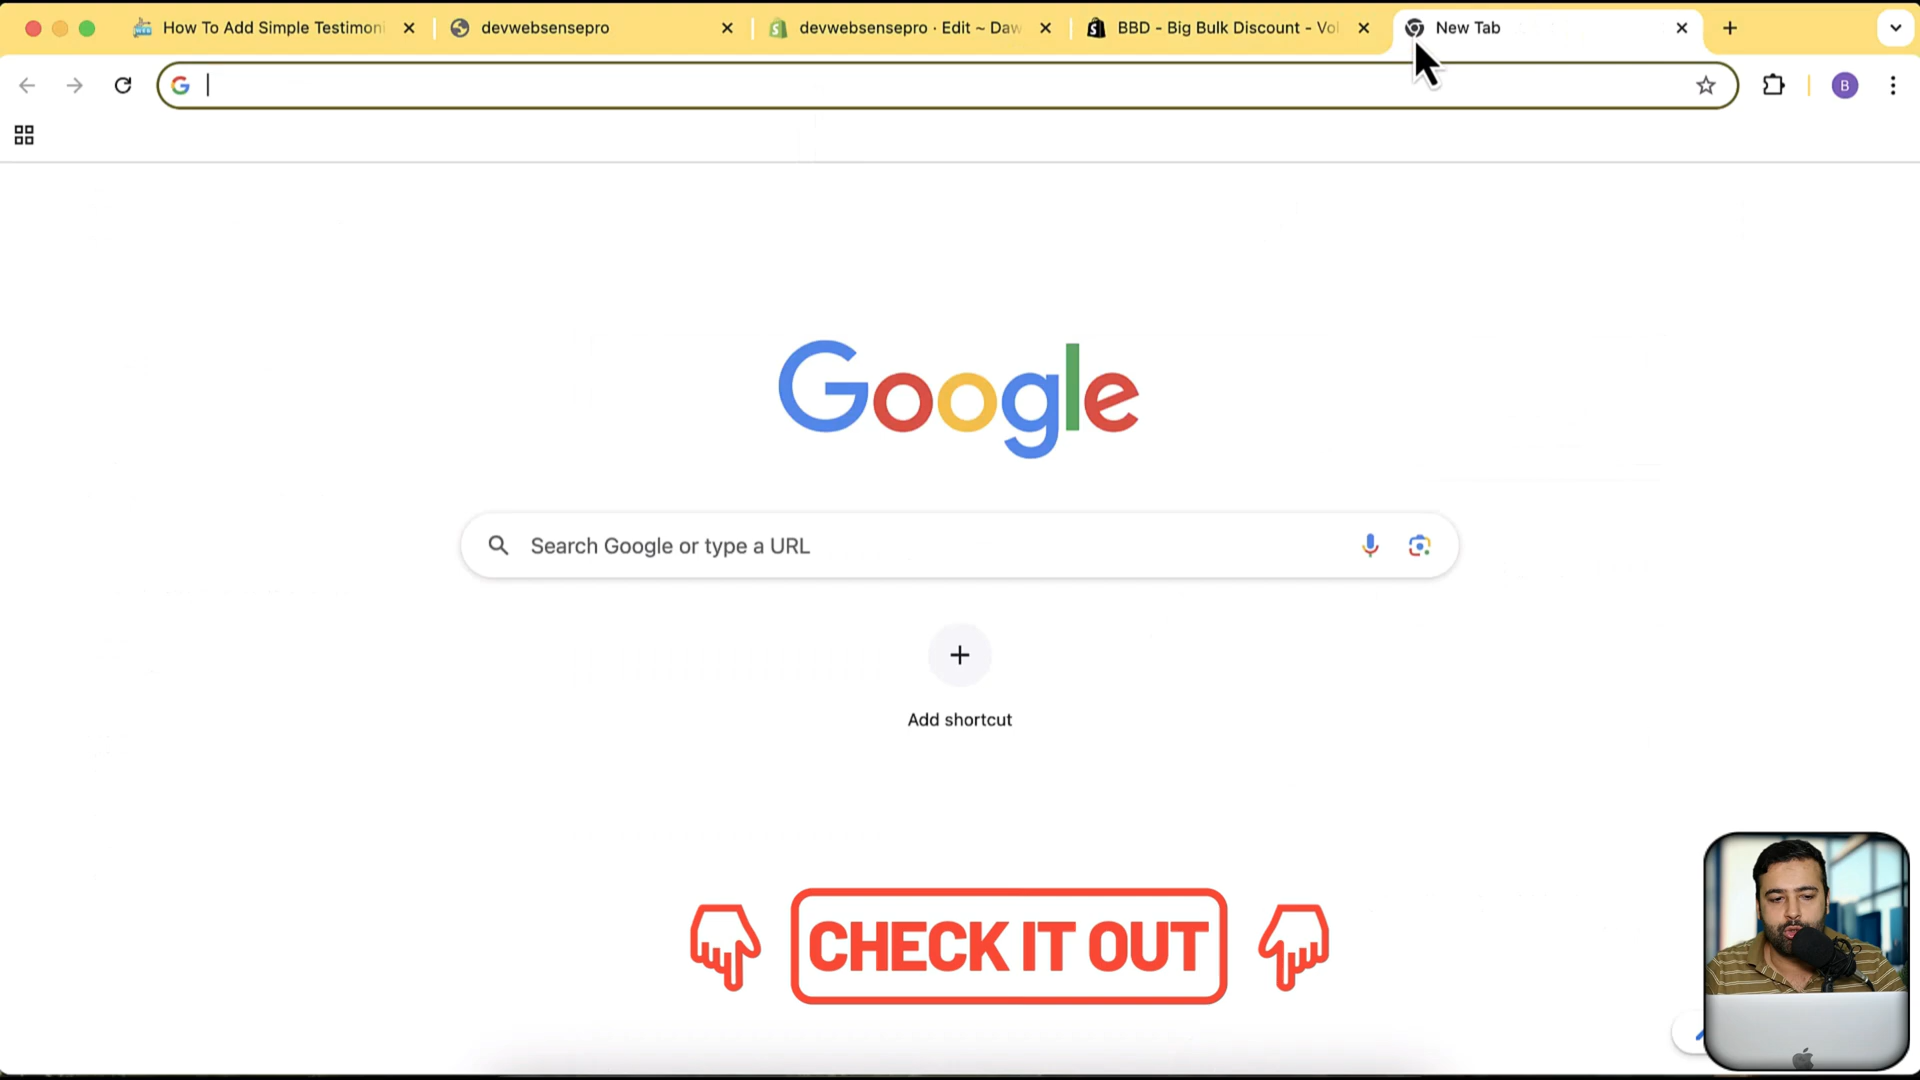 How To Add Simple Testimoni
devwebsensepro
devwebsensepro · Edit ~ Daw
BBD - Big Bulk Discount - Vol
New Tab
B
Google
Search Google or type a URL
Add shortcut
CHECK IT OUT